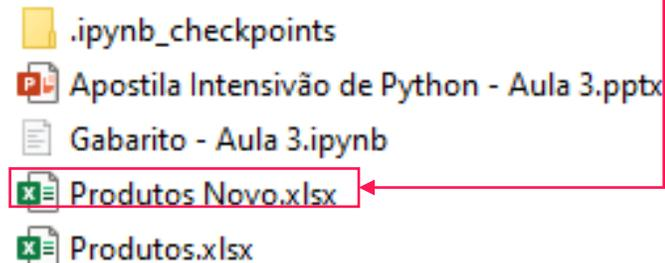 .ipynb_checkpoints
Apostila Intensivão de Python - Aula 3.pptx
Gabarito - Aula 3.ipynb
Produtos Novo.xlsx
Produtos.xlsx